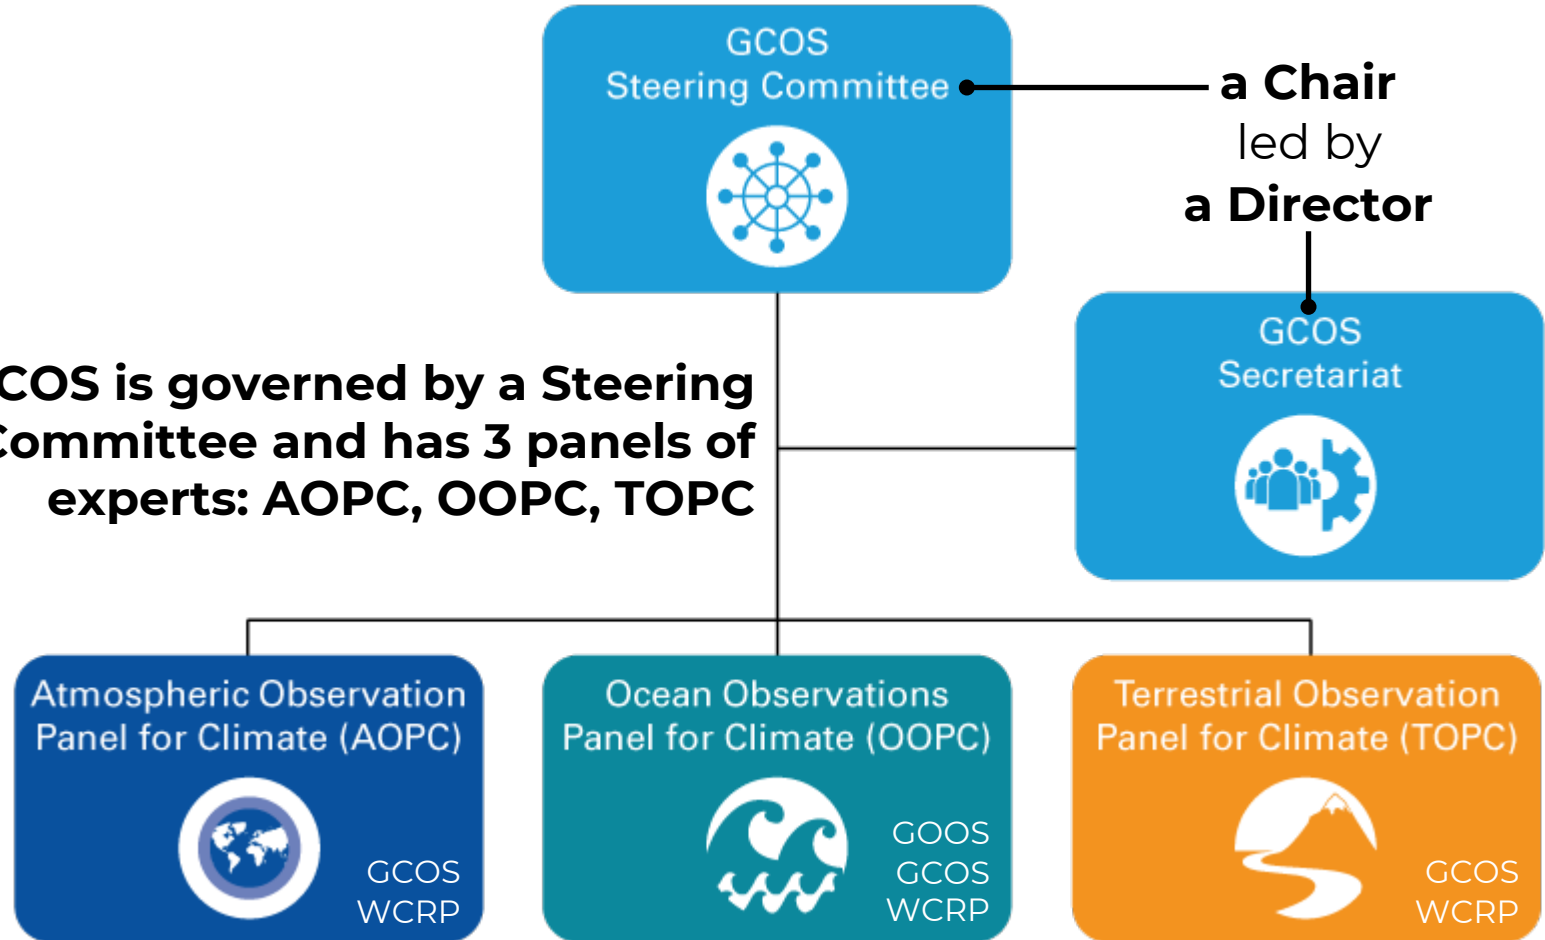 GCOS
Steering Committee
a Chair
led by
a Director
GCOS
Secretariat
COS is governed by a Steering
Committee and has 3 panels of
experts: AOPC, OOPC, TOPC
Atmospheric Observation
Panel for Climate (AOPC)
GCOS
WCRP
Ocean Observations
Panel for Climate (OOPC)
GOOS
GCOS
WCRP
Terrestrial Observation
Panel for Climate (TOPC)
GCOS
WCRP